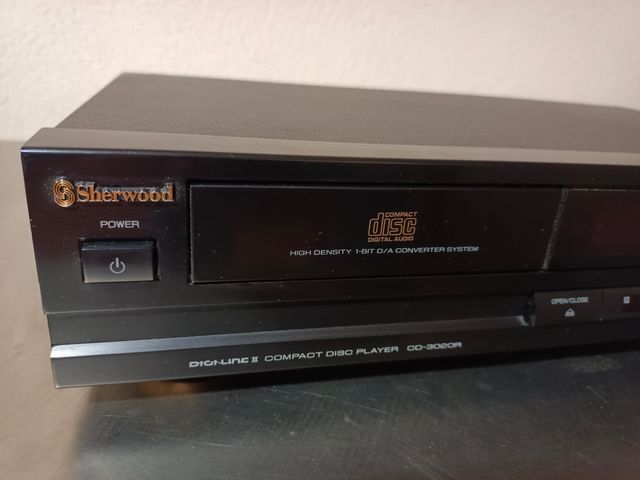 Sherwood
POWER
COMPACT
disc
DIGITAL AUDIO
HIGH DENSITY 1-BIT D/A CONVERTER SYSTEM
OPEN/CLOSE
DIGI-LINE II COMPACT DISC PLAYER CD-3020R